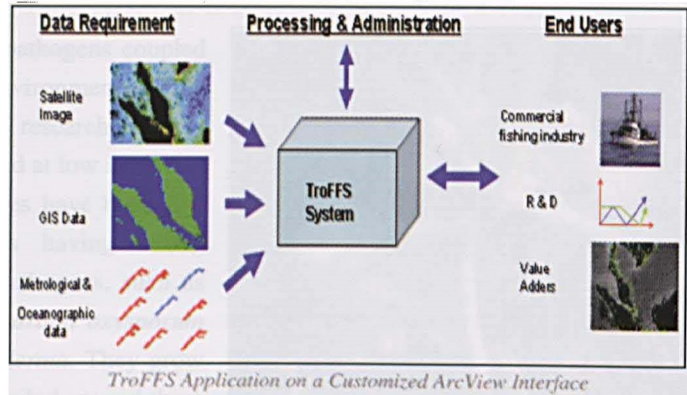 Data Requirement
Processing & Administration
End Users
Satellite
Image
GIS Data
Metrological &
Oceanographic
data
TroFFS
System
Commercial
fishing industry
R & D
Value
Adders
TroFFS Application on a Customized ArcView Interface